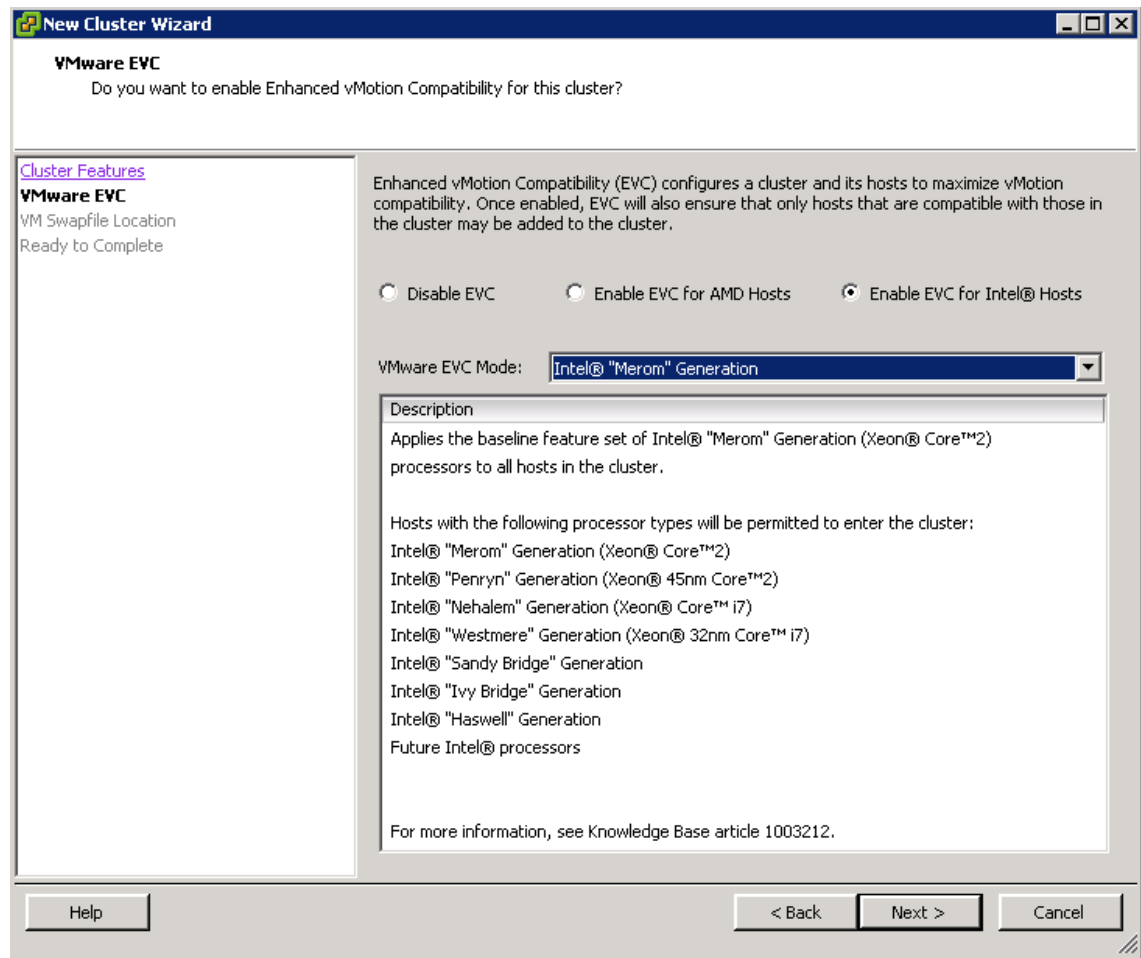 New Cluster Wizard
VMware EVC
Do you want to enable Enhanced vMotion Compatibility for this cluster?
Cluster Features
VMware EVC
VM Swapfile Location
Ready to Complete
Enhanced vMotion Compatibility (EVC) configures a cluster and its hosts to maximize vMotion
compatibility. Once enabled, EVC will also ensure that only hosts that are compatible with those in
the cluster may be added to the cluster.
Disable EVC
Enable EVC for AMD Hosts
Enable EVC for Intel® Hosts
VMware EVC Mode:
Intel® "Merom" Generation
Description
Applies the baseline feature set of Intel® "Merom" Generation (Xeon® Core™2)
processors to all hosts in the cluster.
Hosts with the following processor types will be permitted to enter the cluster:
Intel® "Merom" Generation (Xeon® Core™2)
Intel® "Penryn" Generation (Xeon® 45nm Core™2)
Intel® "Nehalem" Generation (Xeon® Core™ i7)
Intel® "Westmere" Generation (Xeon® 32nm Core™ i7)
Intel® "Sandy Bridge" Generation
Intel® "Ivy Bridge" Generation
Intel® "Haswell" Generation
Future Intel® processors
For more information, see Knowledge Base article 1003212.
Help
< Back
Next >
Cancel